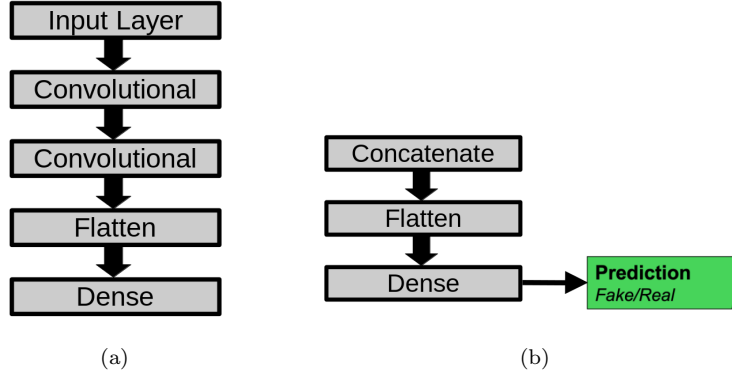 Input Layer
Convolutional
Convolutional
Flatten
Dense
(a)
Concatenate
Flatten
Dense
Prediction
Fake/Real
(b)